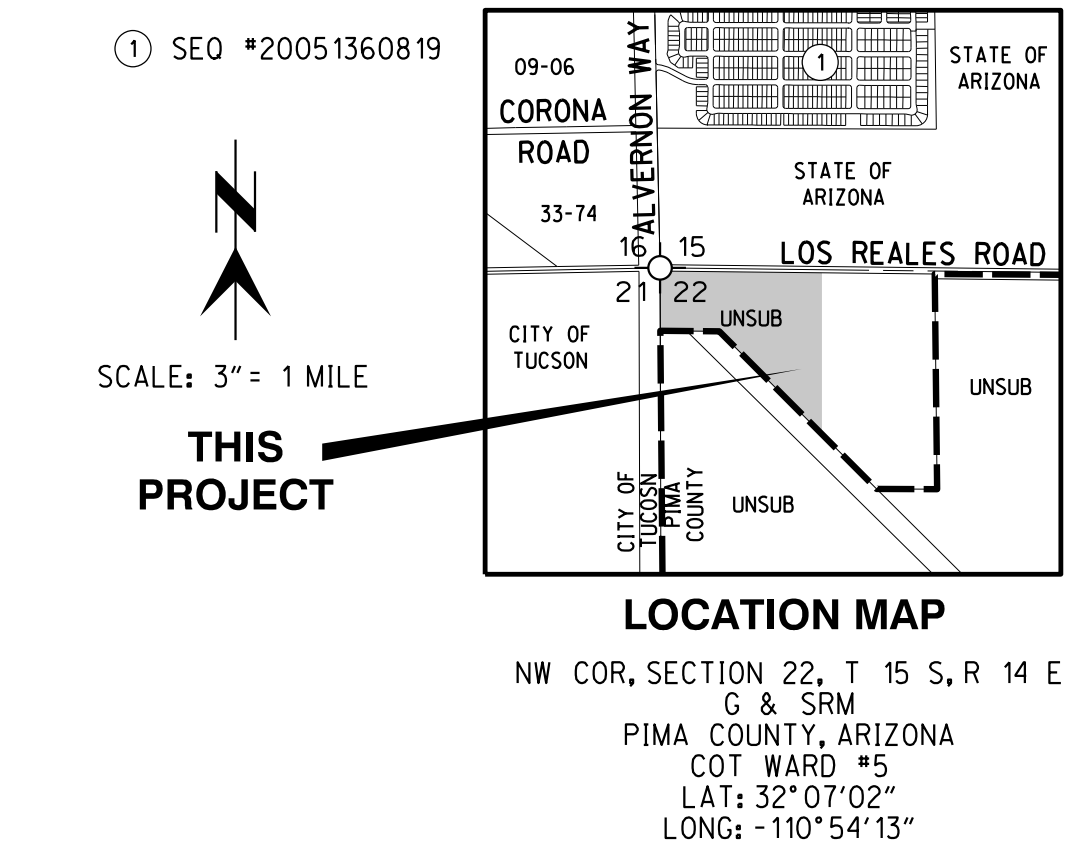 1 SEQ #20051360819
N
SCALE: 3"= 1 MILE
THIS
PROJECT
09-06
CORONA
ROAD
33-74
ALVERNON WAY
1
STATE OF
ARIZONA
STATE OF
ARIZONA
16 15
LOS REALES ROAD
21 22
CITY OF
TUCSON
UNSUB
UNSUB
CITY OF
TUCOSN
PIMA
COUNTY
UNSUB
LOCATION MAP
NW COR, SECTION 22, T 15 S, R 14 E
G & SRM
PIMA COUNTY, ARIZONA
COT WARD #5
LAT: 32°07'02"
LONG: -110°54'13"